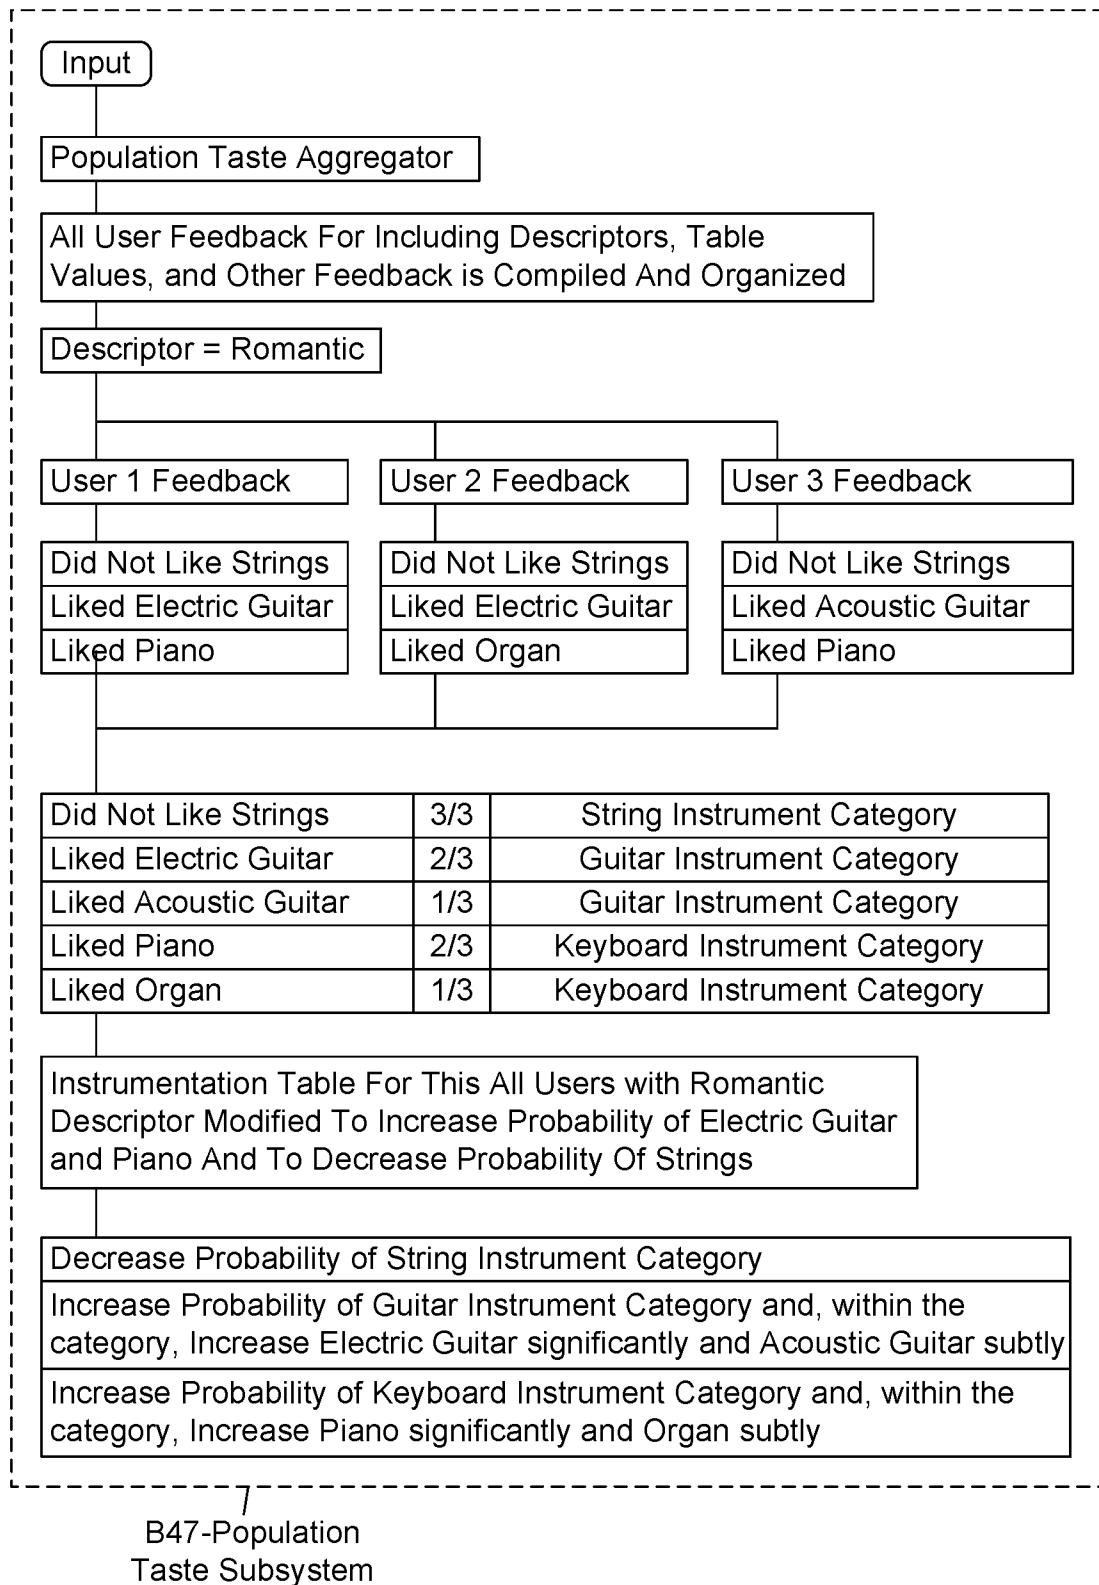 Input
Population Taste Aggregator
All User Feedback For Including Descriptors, Table
Values, and Other Feedback is Compiled And Organized
Descriptor = Romantic
User 1 Feedback
User 2 Feedback
User 3 Feedback
Did Not Like Strings
Did Not Like Strings
Did Not Like Strings
Liked Electric Guitar
Liked Electric Guitar
Liked Acoustic Guitar
Liked Piano
Liked Organ
Liked Piano
Did Not Like Strings 3/3 String Instrument Category
Liked Electric Guitar 2/3 Guitar Instrument Category
Liked Acoustic Guitar 1/3 Guitar Instrument Category
Liked Piano 2/3 Keyboard Instrument Category
Liked Organ 1/3 Keyboard Instrument Category
Instrumentation Table For This All Users with Romantic
Descriptor Modified To Increase Probability of Electric Guitar
and Piano And To Decrease Probability Of Strings
Decrease Probability of String Instrument Category
Increase Probability of Guitar Instrument Category and, within the
category, Increase Electric Guitar significantly and Acoustic Guitar subtly
Increase Probability of Keyboard Instrument Category and, within the
category, Increase Piano significantly and Organ subtly
B47-Population
Taste Subsystem